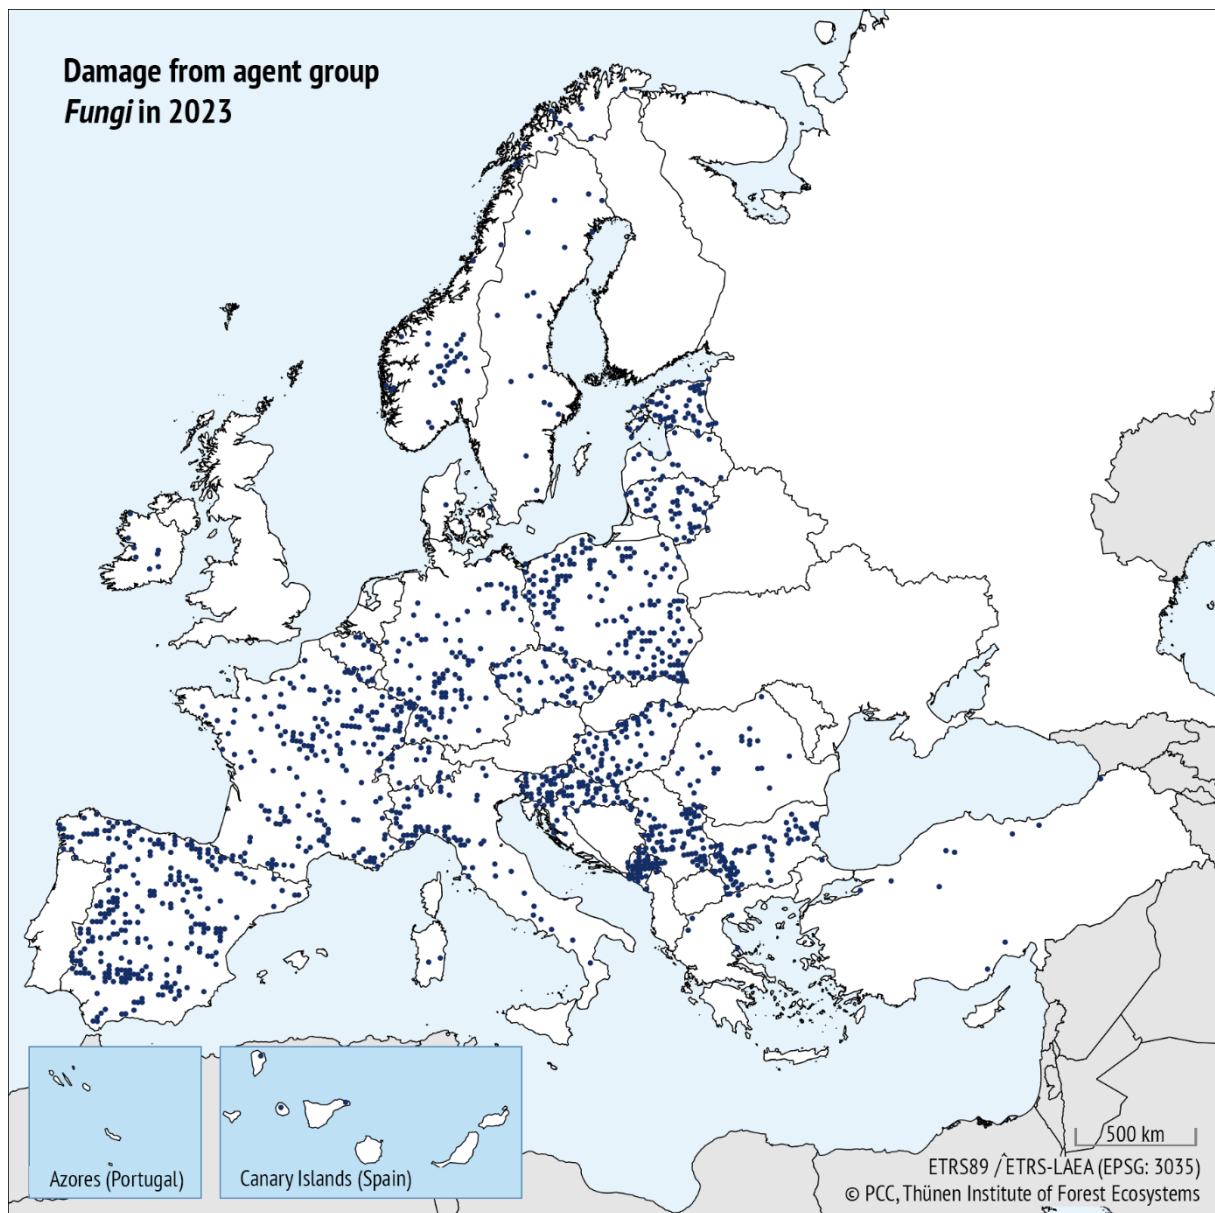 Damage from agent group
Fungi in 2023
Azores (Portugal)
Canary Islands (Spain)
500 km
ETRS89 /ˆETRS-LAEA (EPSG: 3035)
© PCC, Thünen Institute of Forest Ecosystems